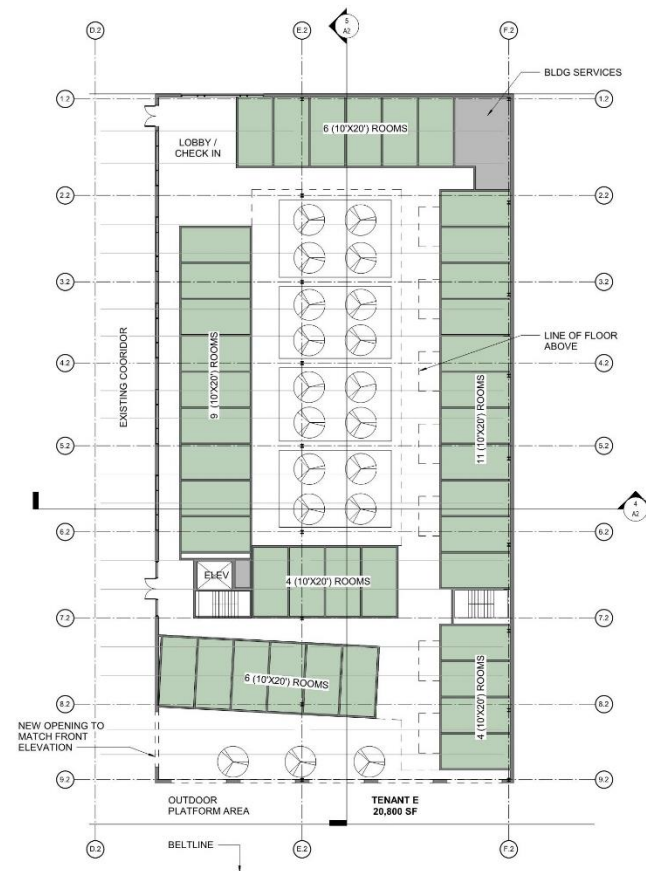 D.2
E.2
5
A2
F.2
BLDG SERVICES
1.2
1.2
6 (10'X20') ROOMS
LOBBY /
CHECK IN
2.2
2.2
3.2
3.2
LINE OF FLOOR
ABOVE
4.2
4.2
EXISTING COORIDOR
9 (10'X20') ROOMS
11 (10'X20') ROOMS
5.2
5.2
4
A2
6.2
6.2
ELEV
4 (10'X20') ROOMS
7.2
7.2
6 (10'X20') ROOMS
4 (10'X20') ROOMS
8.2
8.2
NEW OPENING TO
MATCH FRONT
ELEVATION
9.2
9.2
OUTDOOR
PLATFORM AREA
TENANT E
20,800 SF
BELTLINE
D.2
E.2
F.2